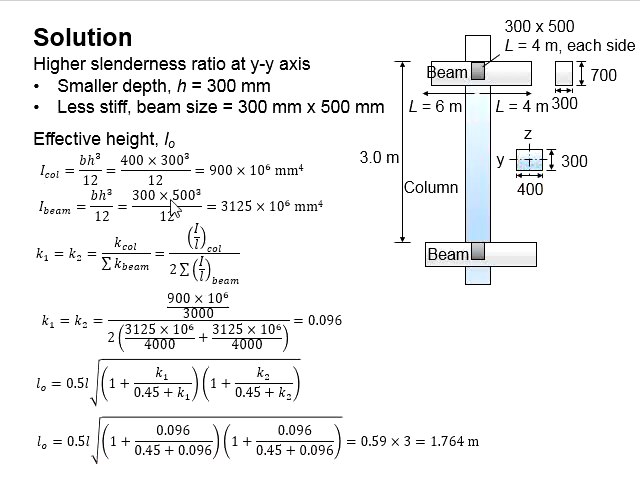 Solution
Higher slenderness ratio at y-y axis
• Smaller depth, h = 300 mm
• Less stiff, beam size = 300 mm x 500 mm
Effective height, lₒ
I_col = bh³/12 = (400 × 300³)/12 = 900 × 10⁶ mm⁴
I_beam = bh³/12 = (300 × 500³)/12 = 3125 × 10⁶ mm⁴
k₁ = k₂ = k_col/Σk_beam = (I/l)_col / 2Σ(I/l)_beam
k₁ = k₂ = (900 × 10⁶/3000) / 2(3125 × 10⁶/4000 + 3125 × 10⁶/4000) = 0.096
lₒ = 0.5l √((1 + k₁/(0.45 + k₁))(1 + k₂/(0.45 + k₂)))
lₒ = 0.5l √((1 + 0.096/(0.45 + 0.096))(1 + 0.096/(0.45 + 0.096))) = 0.59 × 3 = 1.764 m
300 x 500
L = 4 m, each side
Beam
700
L = 6 m
L = 4 m
300
z
3.0 m
y
300
Column
400
Beam